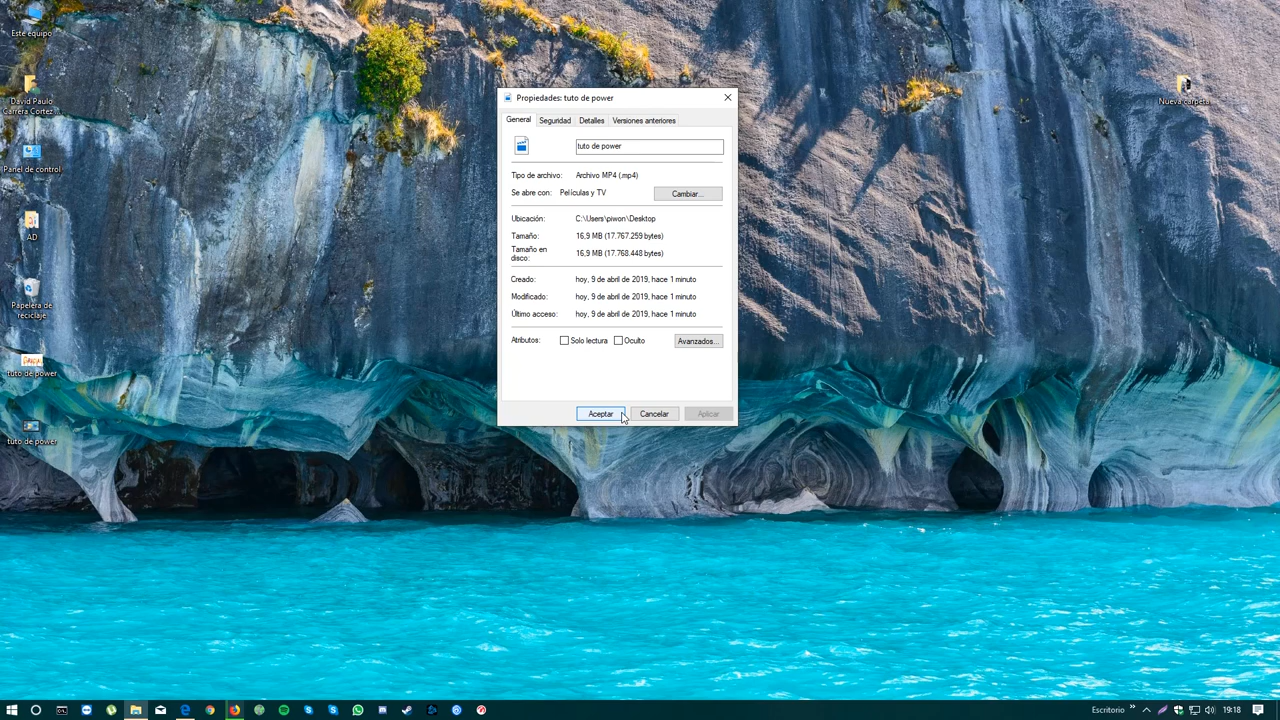 Este equipo
David Paulo
Carrera Cortez ...
Panel de control
AD
Papelera de
reciclaje
tuto de power
tuto de power
Nueva carpeta
Propiedades: tuto de power
General
Seguridad
Detalles
Versiones anteriores
tuto de power
Tipo de archivo: Archivo MP4 (.mp4)
Se abre con: Películas y TV
Cambiar...
Ubicación: C:\Users\piwon\Desktop
Tamaño: 16,9 MB (17.767.259 bytes)
Tamaño en
disco: 16,9 MB (17.768.448 bytes)
Creado: hoy, 9 de abril de 2019, hace 1 minuto
Modificado: hoy, 9 de abril de 2019, hace 1 minuto
Último acceso: hoy, 9 de abril de 2019, hace 1 minuto
Atributos: Solo lectura Oculto Avanzados...
Aceptar Cancelar Aplicar
Escritorio » 19:18